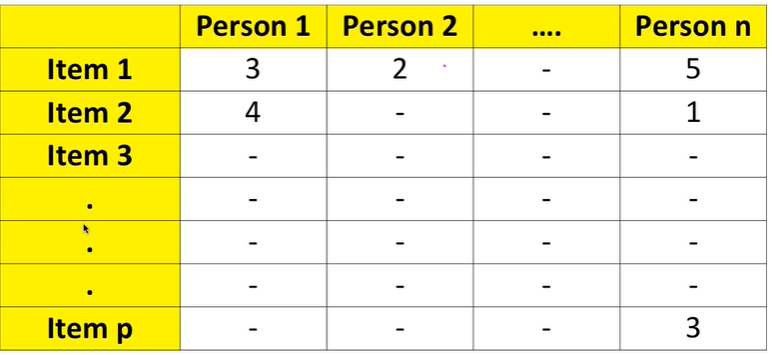 Person 1 Person 2 .... Person n
Item 1 3 2 - 5
Item 2 4 - - 1
Item 3 - - - -
. - - - -
. - - - -
. - - - -
Item p - - - 3